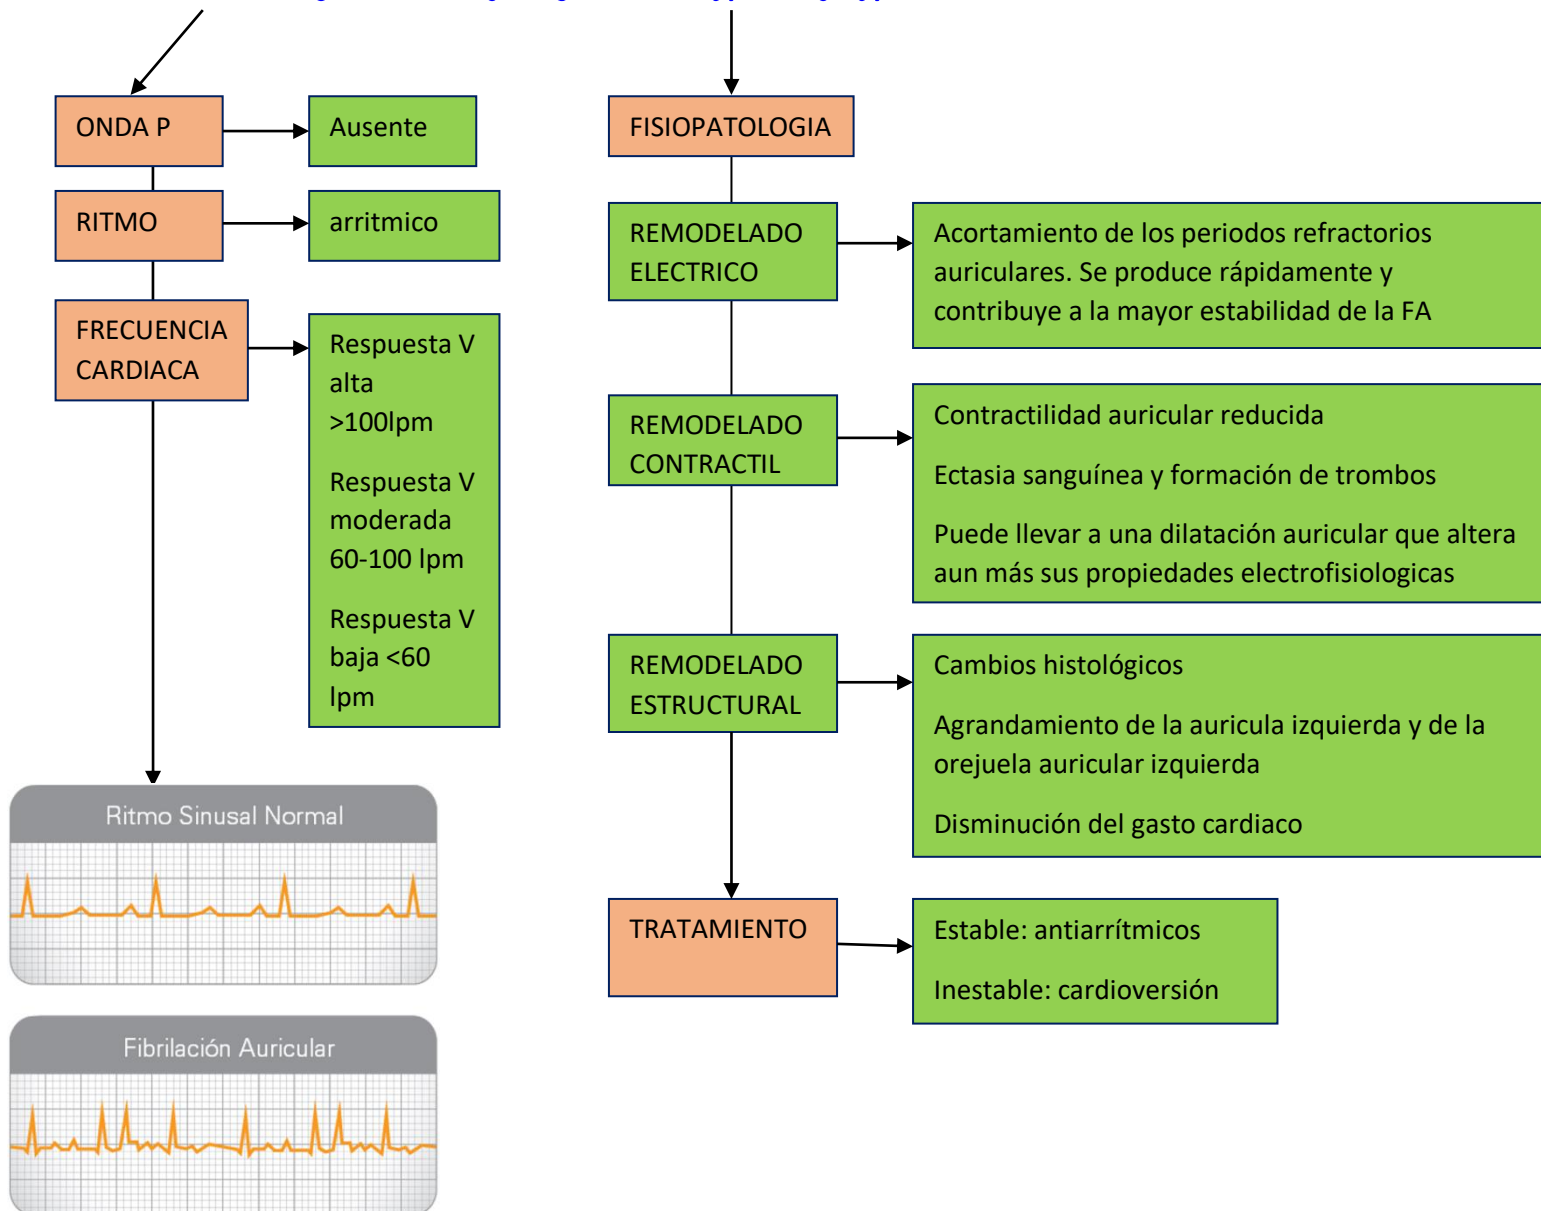 ONDA P
Ausente
RITMO
arritmico
FRECUENCIA
CARDIACA
Respuesta V
alta
>100lpm
Respuesta V
moderada
60-100 lpm
Respuesta V
baja <60
lpm
Ritmo Sinusal Normal
Fibrilación Auricular
FISIOPATOLOGIA
REMODELADO
ELECTRICO
Acortamiento de los periodos refractorios
auriculares. Se produce rápidamente y
contribuye a la mayor estabilidad de la FA
REMODELADO
CONTRACTIL
Contractilidad auricular reducida
Ectasia sanguínea y formación de trombos
Puede llevar a una dilatación auricular que altera
aun más sus propiedades electrofisiologicas
REMODELADO
ESTRUCTURAL
Cambios histológicos
Agrandamiento de la auricula izquierda y de la
orejuela auricular izquierda
Disminución del gasto cardiaco
TRATAMIENTO
Estable: antiarrítmicos
Inestable: cardioversión